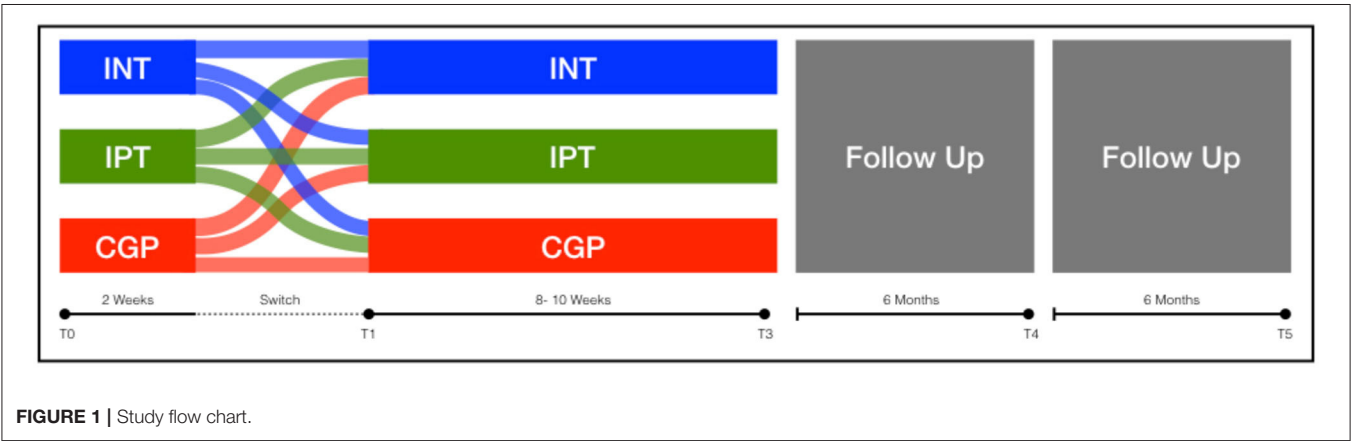 INT INT
IPT IPT Follow Up Follow Up
CGP CGP
2 Weeks Switch 8- 10 Weeks 6 Months 6 Months
T0 T1 T3 T4 T5
FIGURE 1 | Study flow chart.